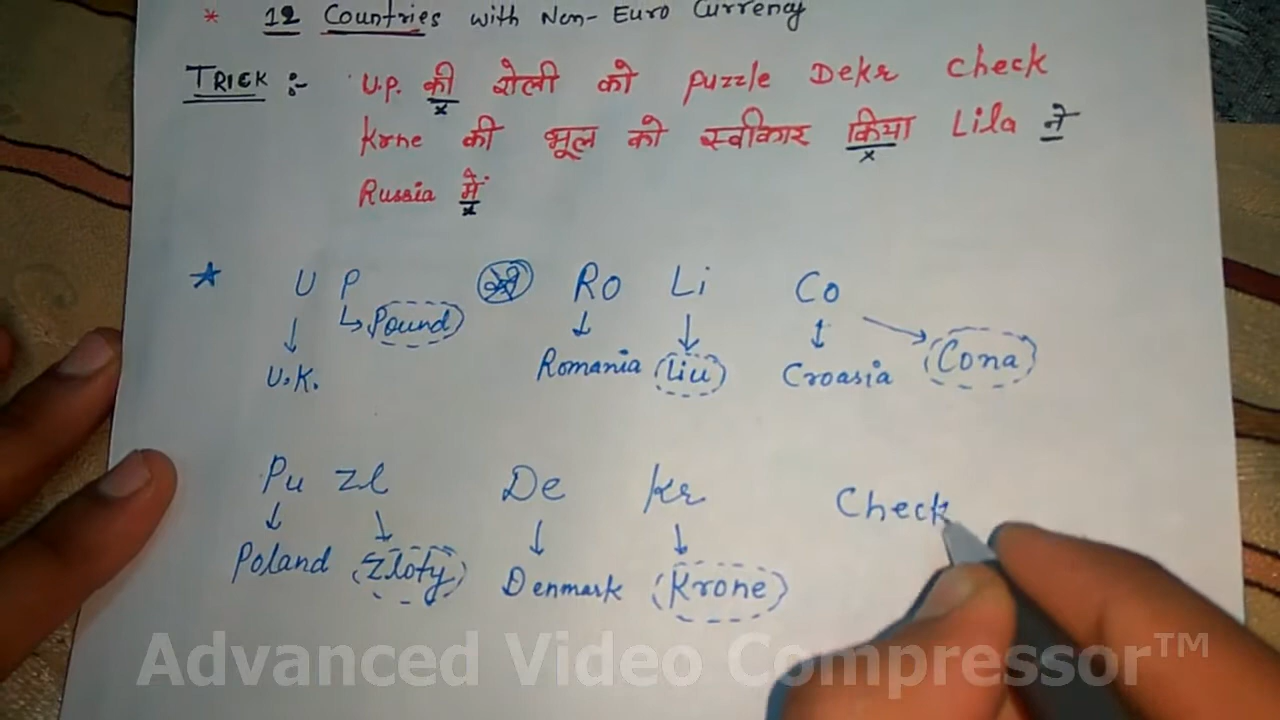 * 12 Countries with Non-Euro Currency
TRICK :- U.P. की रोली को puzzle Dekr check
x
krne की भूल को स्वीकार किया Lila ने
x
Russia में
x
* U P Ro Li Co
↓ ↳ Pound ↓ ↓ ↓
U.K. Romania (Liu) Croasia (Cona)
Pu zl De kr Check
↓ ↓ ↓ ↓
Poland (Zloty) Denmark (Krone)
Advanced Video Compressor™